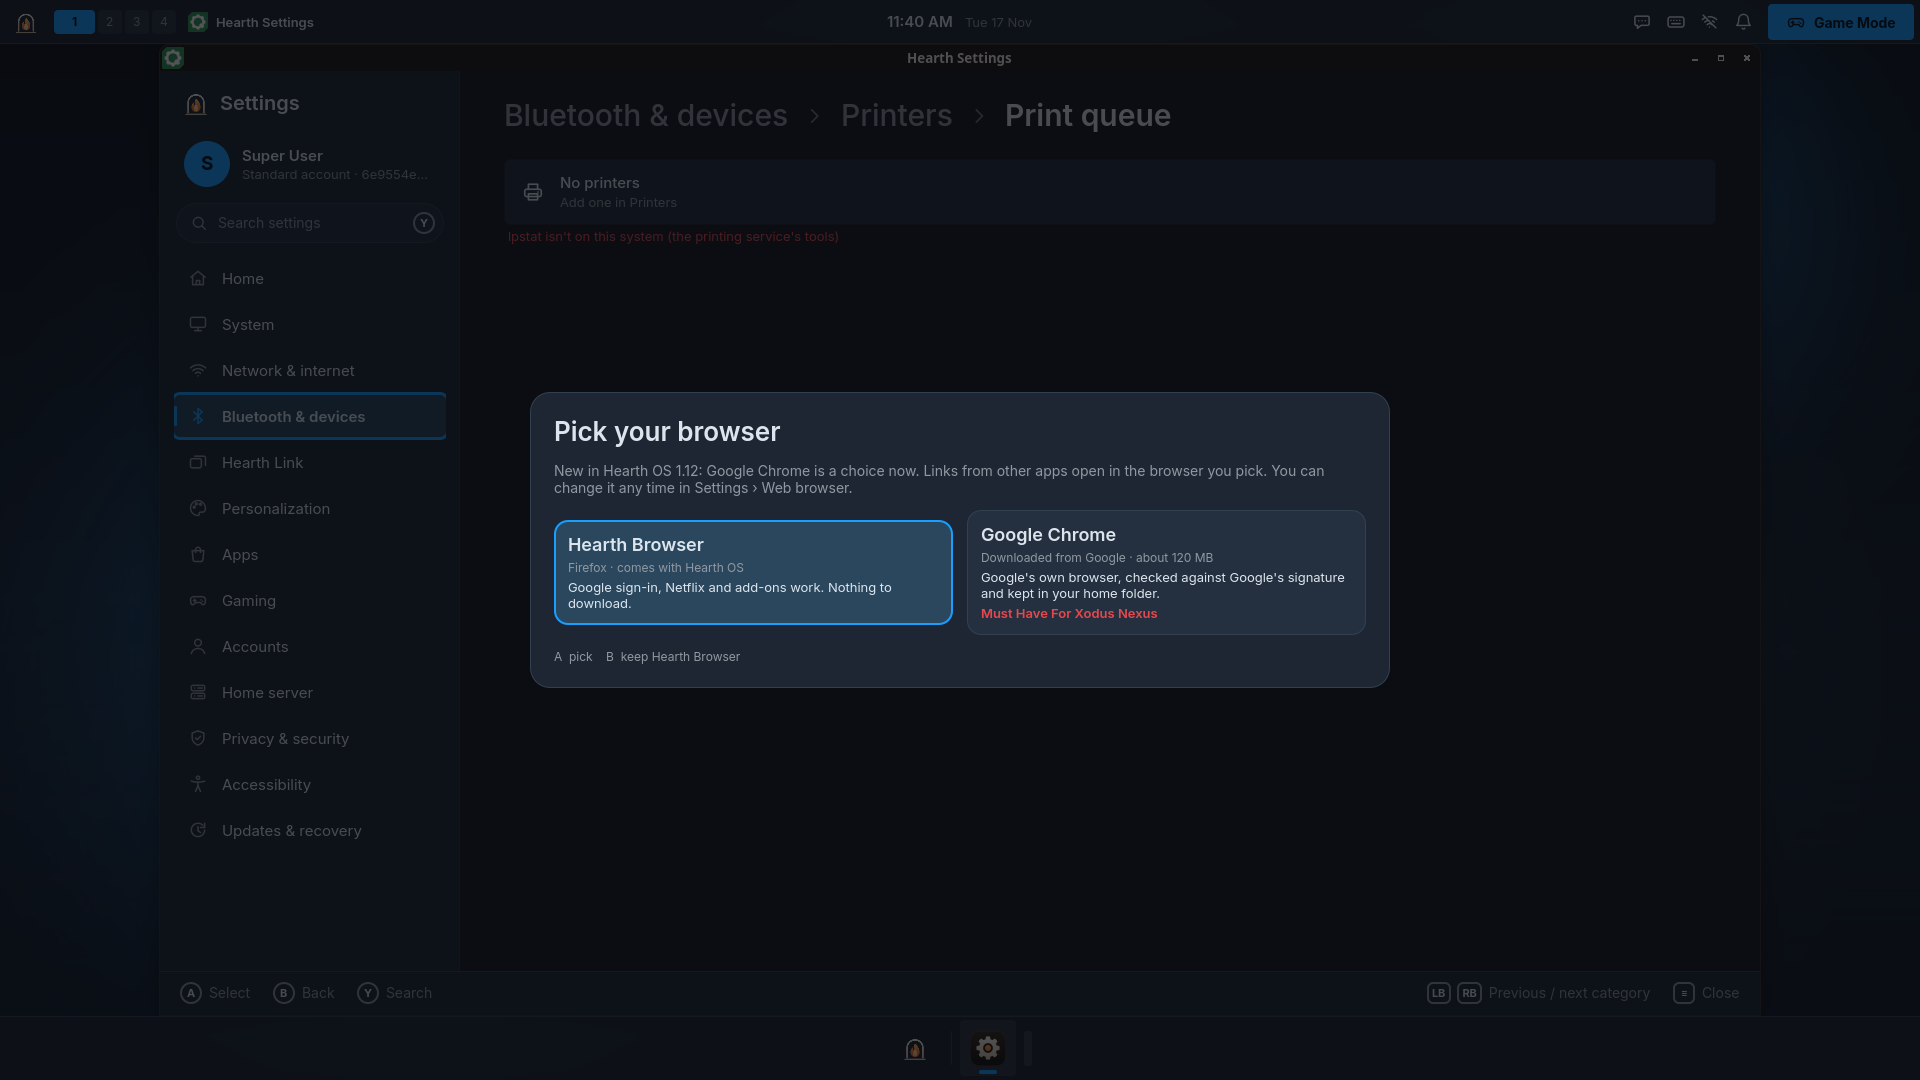 1 2 3 4 Hearth Settings
11:40 AM Tue 17 Nov
Game Mode
Hearth Settings
Settings
S
Super User
Standard account · 6e9554e...
Search settings Y
Home
System
Network & internet
Bluetooth & devices
Hearth Link
Personalization
Apps
Gaming
Accounts
Home server
Privacy & security
Accessibility
Updates & recovery
Bluetooth & devices › Printers › Print queue
No printers
Add one in Printers
lpstat isn't on this system (the printing service's tools)
Pick your browser
New in Hearth OS 1.12: Google Chrome is a choice now. Links from other apps open in the browser you pick. You can
change it any time in Settings › Web browser.
Hearth Browser
Firefox · comes with Hearth OS
Google sign-in, Netflix and add-ons work. Nothing to
download.
Google Chrome
Downloaded from Google · about 120 MB
Google's own browser, checked against Google's signature
and kept in your home folder.
Must Have For Xodus Nexus
A pick B keep Hearth Browser
A Select B Back Y Search
LB RB Previous / next category ≡ Close